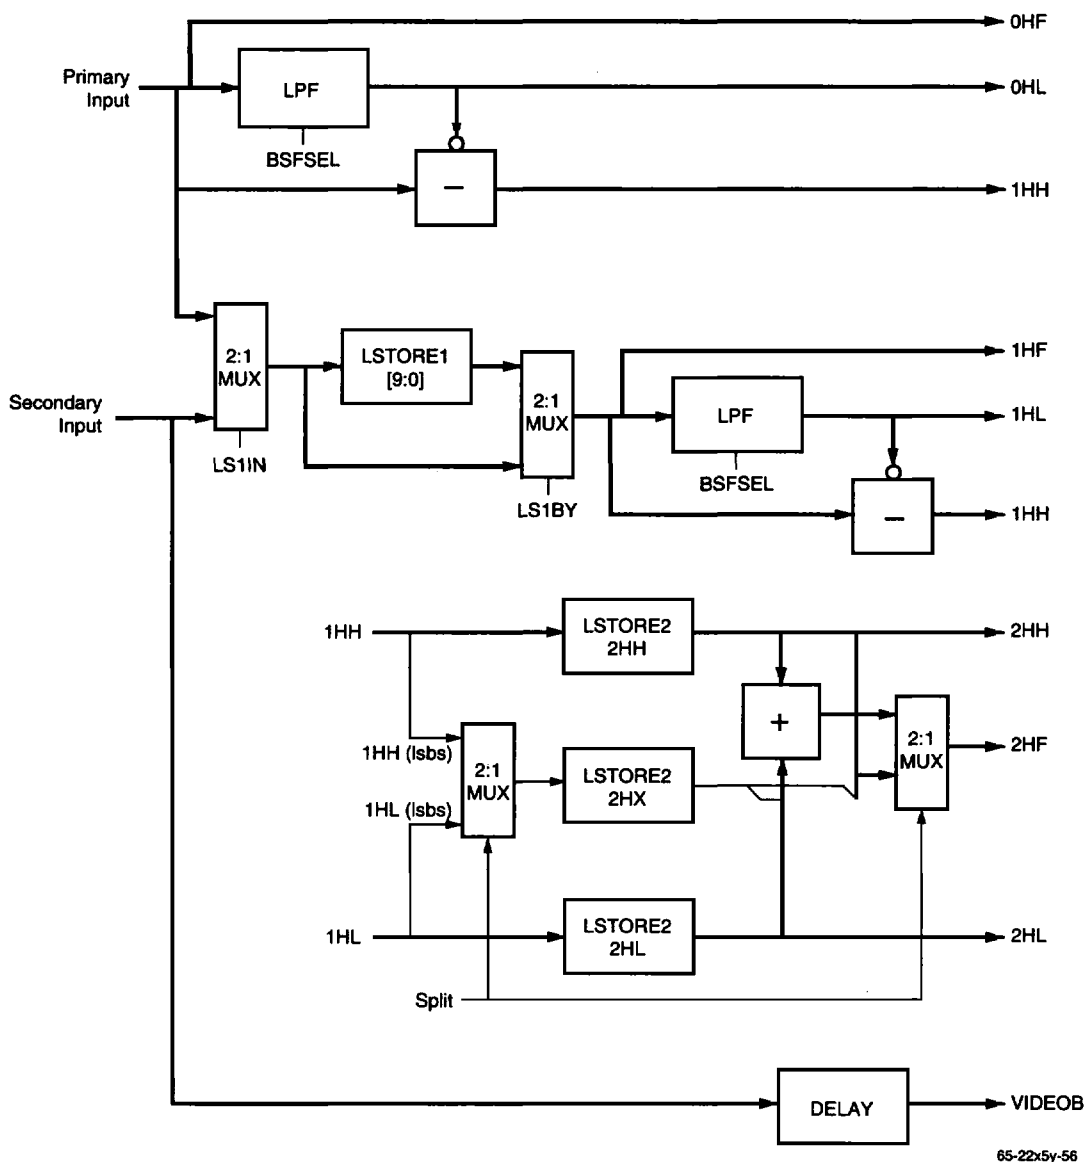 0HF
Primary
Input
LPF
0HL
BSFSEL
−
1HH
2:1
MUX
LSTORE1
[9:0]
1HF
Secondary
Input
2:1
MUX
LPF
1HL
LS1IN
BSFSEL
LS1BY
−
1HH
1HH
LSTORE2
2HH
2HH
+
1HH (lsbs)
2:1
MUX
LSTORE2
2HX
2:1
MUX
2HF
1HL (lsbs)
1HL
LSTORE2
2HL
2HL
Split
DELAY
VIDEOB
65-22x5y-56